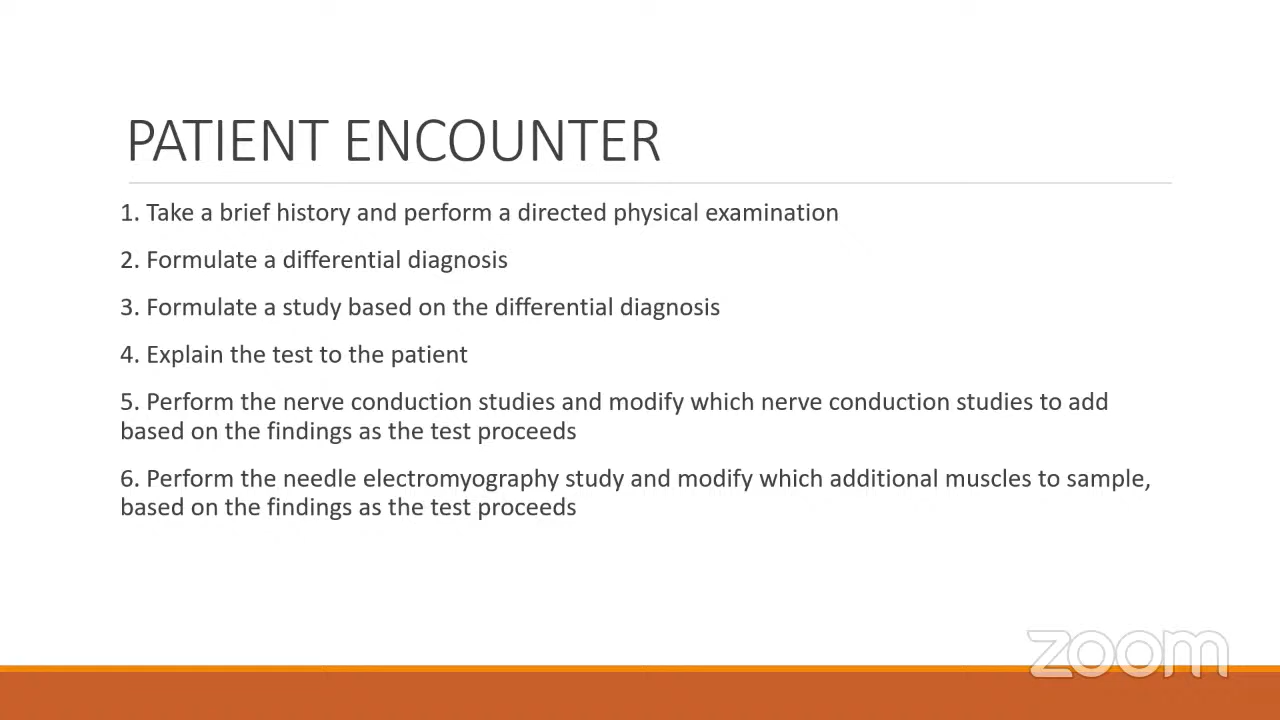 PATIENT ENCOUNTER
1. Take a brief history and perform a directed physical examination
2. Formulate a differential diagnosis
3. Formulate a study based on the differential diagnosis
4. Explain the test to the patient
5. Perform the nerve conduction studies and modify which nerve conduction studies to add
based on the findings as the test proceeds
6. Perform the needle electromyography study and modify which additional muscles to sample,
based on the findings as the test proceeds
zoom